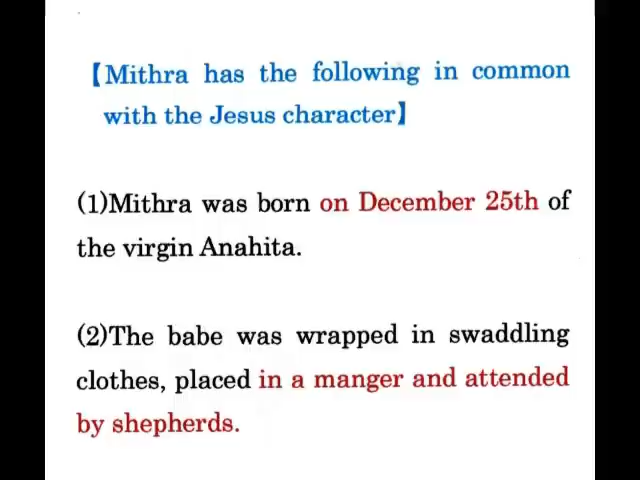 【Mithra has the following in common
with the Jesus character】
(1)Mithra was born on December 25th of
the virgin Anahita.
(2)The babe was wrapped in swaddling
clothes, placed in a manger and attended
by shepherds.